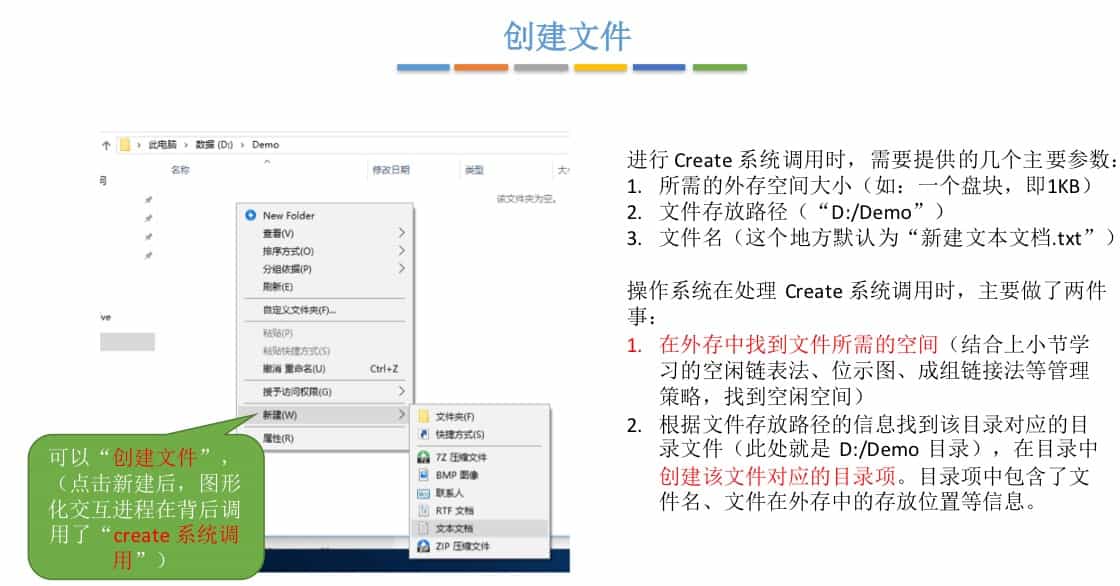 创建文件
此电脑 › 数据 (D:) › Demo
名称 修改日期 类型 大
该文件夹为空。
New Folder
查看(V)
排序方式(O)
分组依据(P)
刷新(E)
自定义文件夹(F)...
粘贴(P)
粘贴快捷方式(S)
撤消 重命名(U) Ctrl+Z
授予访问权限(G)
新建(W)
属性(R)
文件夹(F)
快捷方式(S)
7Z 压缩文件
BMP 图像
联系人
RTF 文档
文本文档
ZIP 压缩文件
ve
可以“创建文件”,
(点击新建后,图形
化交互进程在背后调
用了“create 系统调
用”)
进行 Create 系统调用时,需要提供的几个主要参数:
1. 所需的外存空间大小(如:一个盘块,即1KB)
2. 文件存放路径(“D:/Demo”)
3. 文件名(这个地方默认为“新建文本文档.txt”)
操作系统在处理 Create 系统调用时,主要做了两件
事:
1. 在外存中找到文件所需的空间(结合上小节学
习的空闲链表法、位示图、成组链接法等管理
策略,找到空闲空间)
2. 根据文件存放路径的信息找到该目录对应的目
录文件(此处就是 D:/Demo 目录),在目录中
创建该文件对应的目录项。目录项中包含了文
件名、文件在外存中的存放位置等信息。